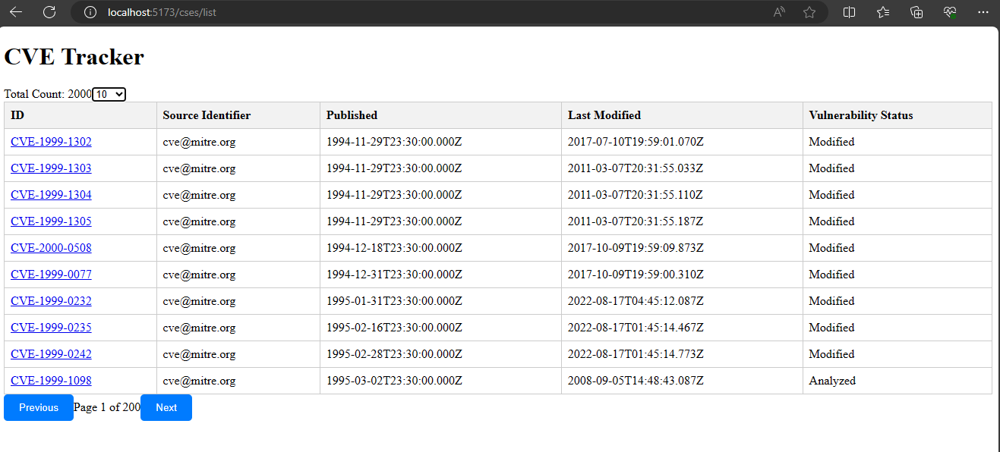 localhost:5173/cses/list
CVE Tracker
Total Count: 2000 10
ID Source Identifier Published Last Modified Vulnerability Status
CVE-1999-1302 cve@mitre.org 1994-11-29T23:30:00.000Z 2017-07-10T19:59:01.070Z Modified
CVE-1999-1303 cve@mitre.org 1994-11-29T23:30:00.000Z 2011-03-07T20:31:55.033Z Modified
CVE-1999-1304 cve@mitre.org 1994-11-29T23:30:00.000Z 2011-03-07T20:31:55.110Z Modified
CVE-1999-1305 cve@mitre.org 1994-11-29T23:30:00.000Z 2011-03-07T20:31:55.187Z Modified
CVE-2000-0508 cve@mitre.org 1994-12-18T23:30:00.000Z 2017-10-09T19:59:09.873Z Modified
CVE-1999-0077 cve@mitre.org 1994-12-31T23:30:00.000Z 2017-10-09T19:59:00.310Z Modified
CVE-1999-0232 cve@mitre.org 1995-01-31T23:30:00.000Z 2022-08-17T04:45:12.087Z Modified
CVE-1999-0235 cve@mitre.org 1995-02-16T23:30:00.000Z 2022-08-17T01:45:14.467Z Modified
CVE-1999-0242 cve@mitre.org 1995-02-28T23:30:00.000Z 2022-08-17T01:45:14.773Z Modified
CVE-1999-1098 cve@mitre.org 1995-03-02T23:30:00.000Z 2008-09-05T14:48:43.087Z Analyzed
Previous Page 1 of 200 Next